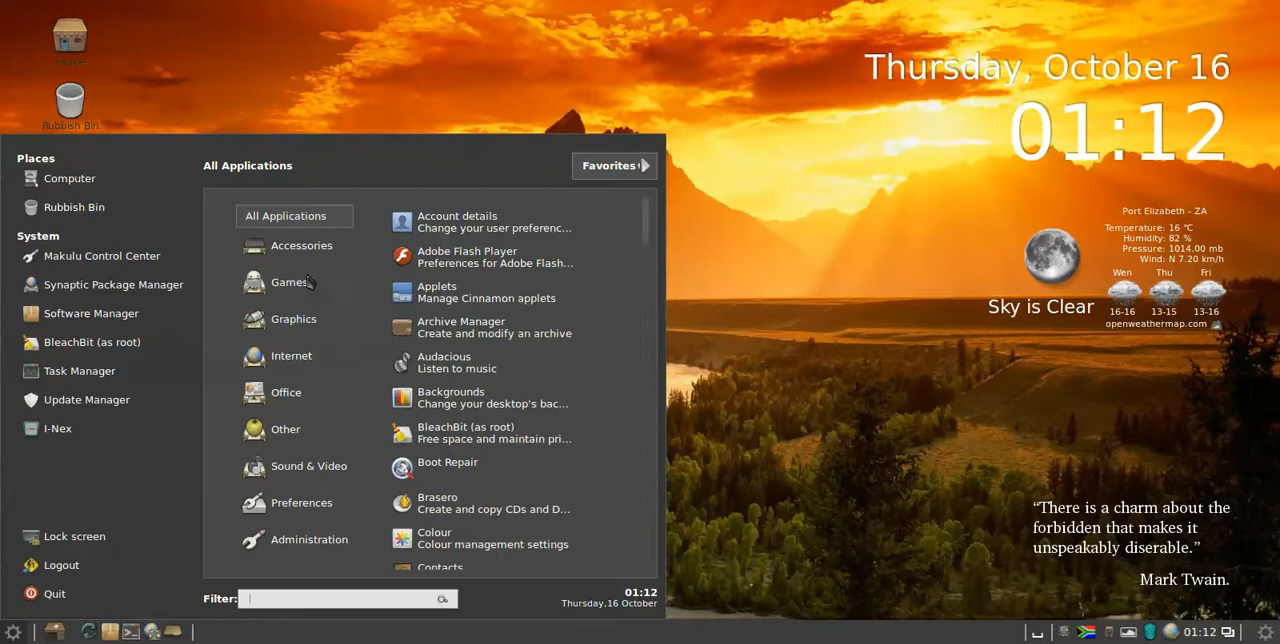 Home
Rubbish Bin
Thursday, October 16
01:12
Port Elizabeth - ZA
Temperature: 16 °C
Humidity: 82 %
Pressure: 1014.00 mb
Wind: N 7.20 km/h
Wen Thu Fri
16-16 13-15 13-16
Sky is Clear
openweathermap.com
“There is a charm about the
forbidden that makes it
unspeakably diserable.”
Mark Twain.
Places
Computer
Rubbish Bin
System
Makulu Control Center
Synaptic Package Manager
Software Manager
BleachBit (as root)
Task Manager
Update Manager
I-Nex
Lock screen
Logout
Quit
All Applications
Favorites
All Applications
Accessories
Games
Graphics
Internet
Office
Other
Sound & Video
Preferences
Administration
Account details
Change your user preferenc...
Adobe Flash Player
Preferences for Adobe Flash...
Applets
Manage Cinnamon applets
Archive Manager
Create and modify an archive
Audacious
Listen to music
Backgrounds
Change your desktop's bac...
BleachBit (as root)
Free space and maintain pri...
Boot Repair
Brasero
Create and copy CDs and D...
Colour
Colour management settings
Contacts
Filter:
01:12
Thursday,16 October
01:12